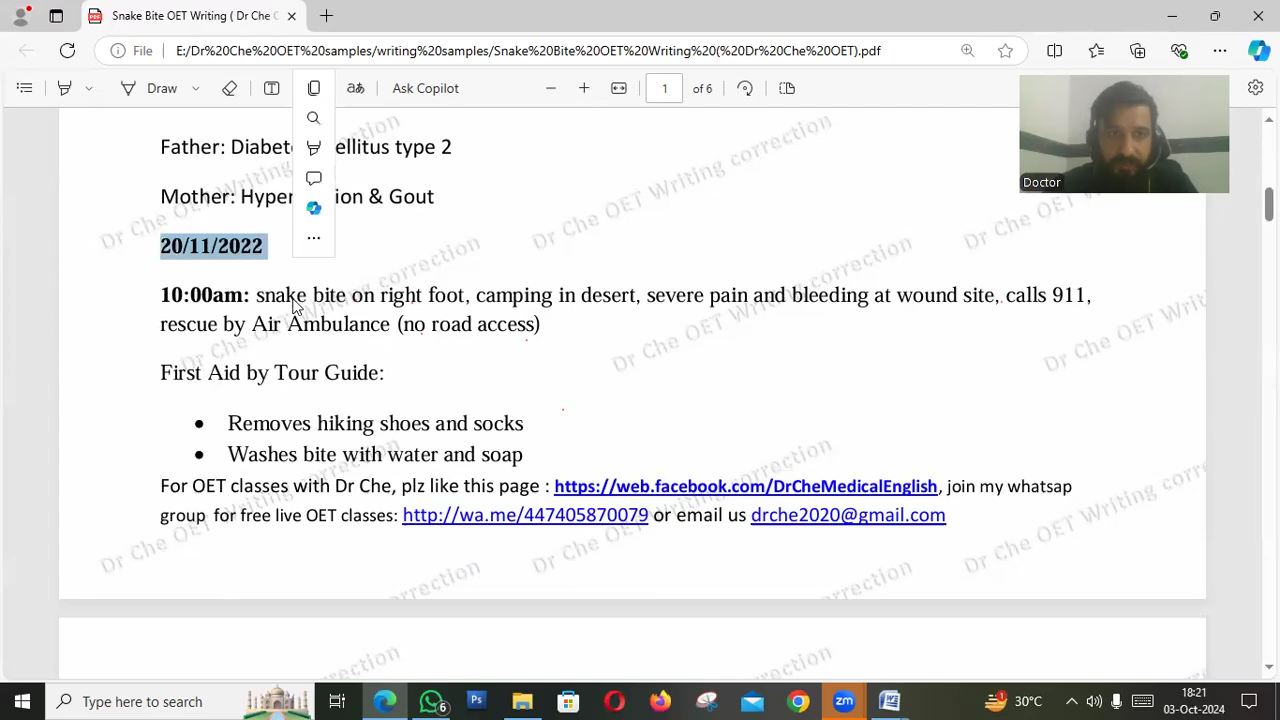 Snake Bite OET Writing ( Dr Che C
File
E:/Dr%20Che%20OET%20samples/writing%20samples/Snake%20Bite%20OET%20Writing%20(%20Dr%20Che%20OET).pdf
Draw
Ask Copilot
1
of 6
Father: Diabete ellitus type 2
Mother: Hyper ion & Gout
20/11/2022
10:00am: snake bite on right foot, camping in desert, severe pain and bleeding at wound site, calls 911,
rescue by Air Ambulance (no road access)
First Aid by Tour Guide:
• Removes hiking shoes and socks
• Washes bite with water and soap
For OET classes with Dr Che, plz like this page : https://web.facebook.com/DrCheMedicalEnglish, join my whatsap
group for free live OET classes: http://wa.me/447405870079 or email us drche2020@gmail.com
Dr Che OET Writing correction
Doctor
Type here to search
6
Ps
zm
1
30°C
18:21
03-Oct-2024